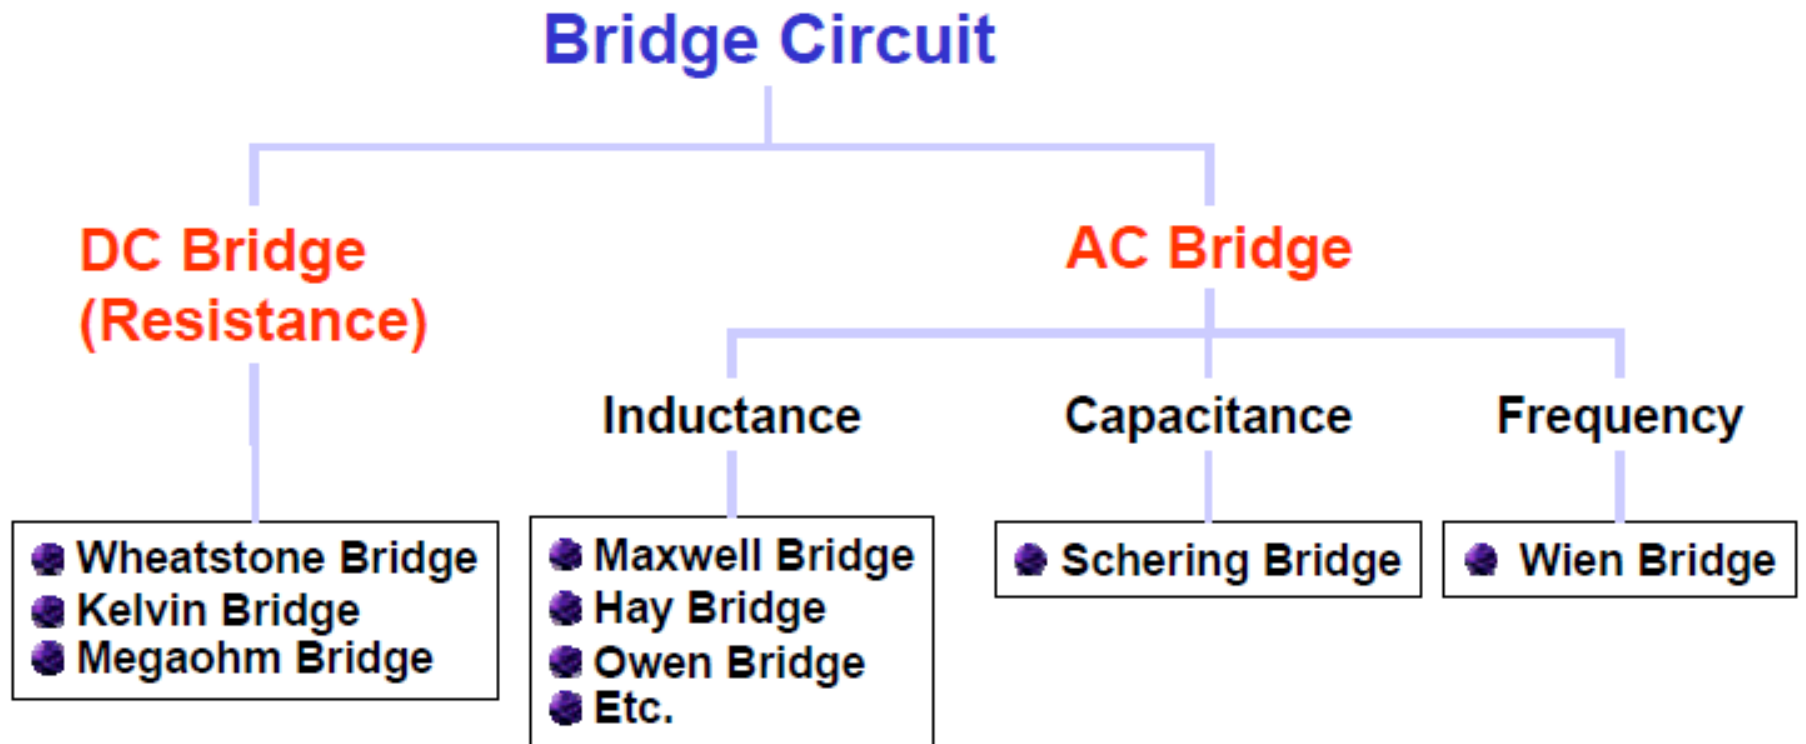 Bridge Circuit
DC Bridge
(Resistance)
AC Bridge
Inductance
Capacitance
Frequency
Wheatstone Bridge
Kelvin Bridge
Megaohm Bridge
Maxwell Bridge
Hay Bridge
Owen Bridge
Etc.
Schering Bridge
Wien Bridge